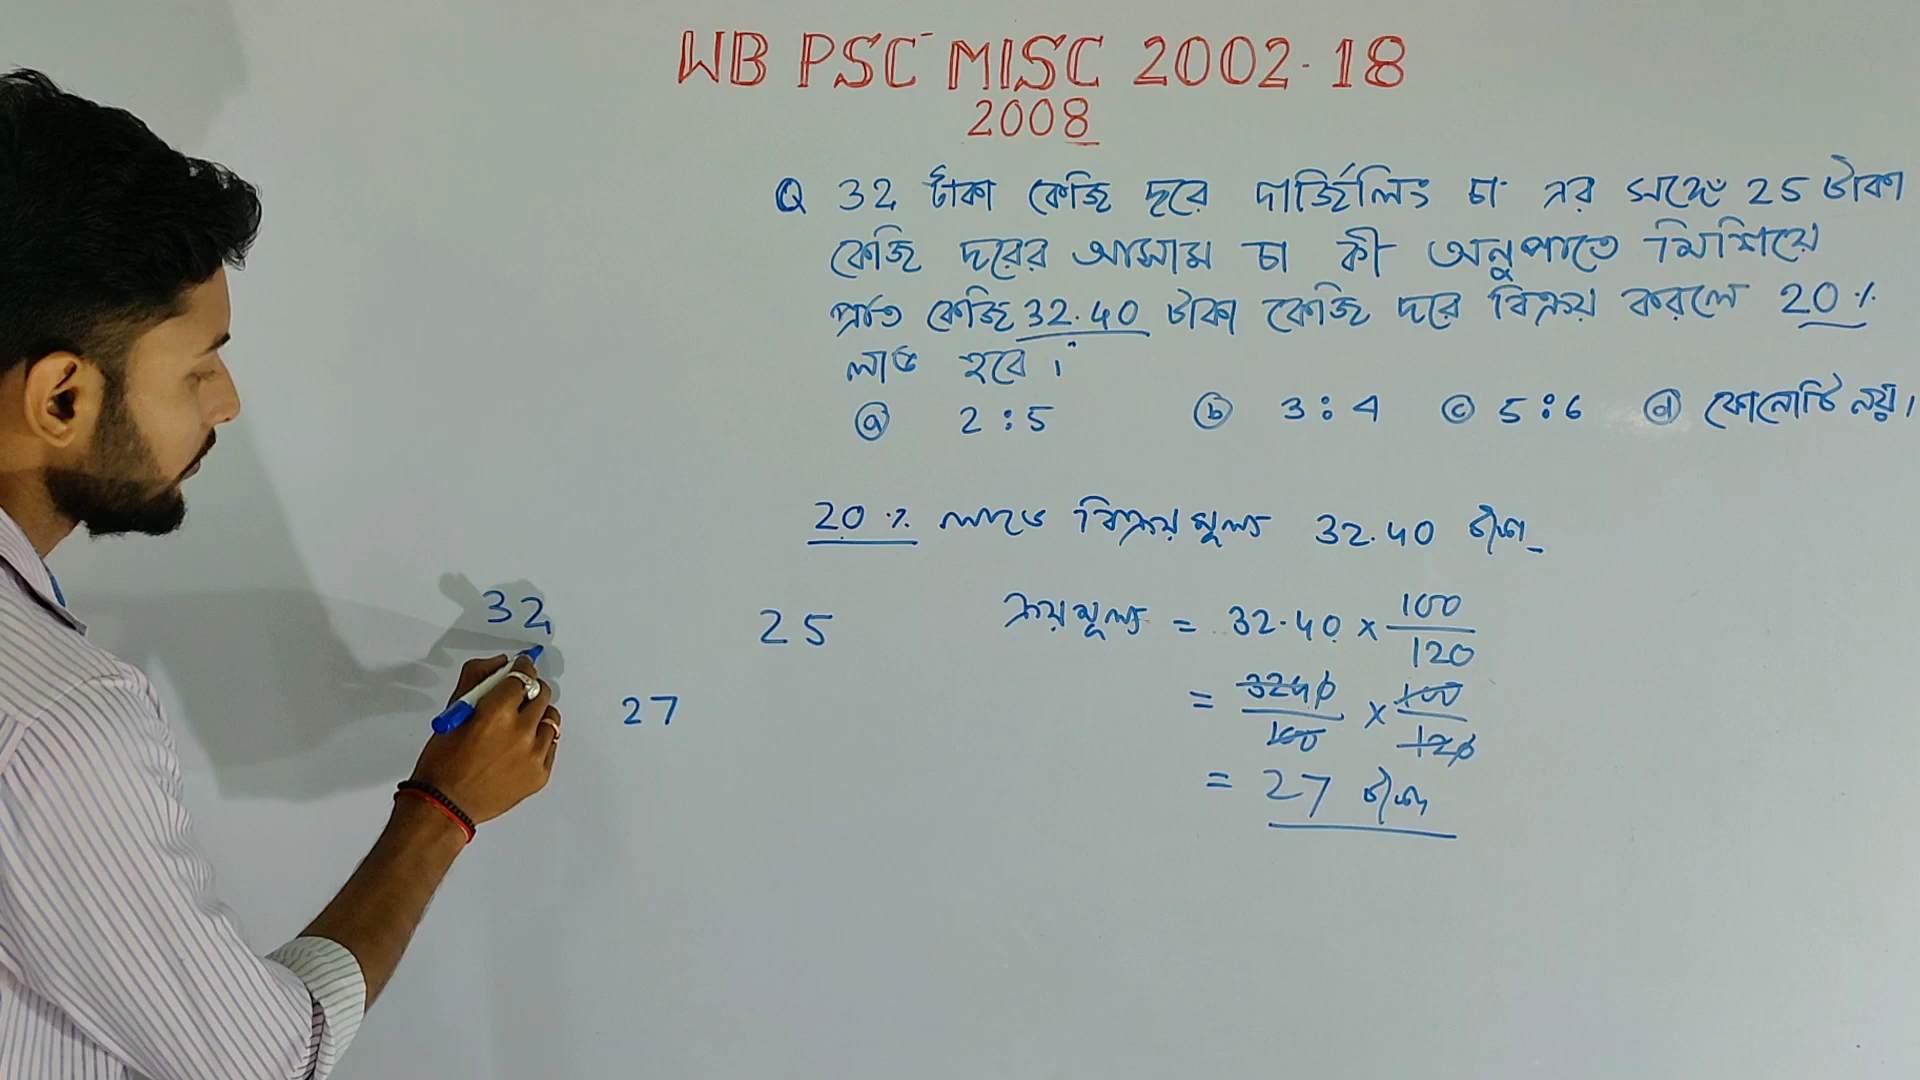 WB PSC MISC 2002-18
2008
Q 32 টাকা কেজি দরে দার্জিলিং চা এর সঙ্গে 25 টাকা
কেজি দরের আসাম চা কী অনুপাতে মিশিয়ে
প্রতি কেজি 32.40 টাকা কেজি দরে বিক্রয় করলে 20%
লাভ হবে।
ⓐ 2:5 ⓑ 3:4 ⓒ 5:6 ⓓ কোনোটি নয়।
20% লাভে বিক্রয়মূল্য 32.40 টাকা
ক্রয়মূল্য = 32.40 × 100/120
= 3240/100 × 100/120
= 27 টাকা
32 25
27